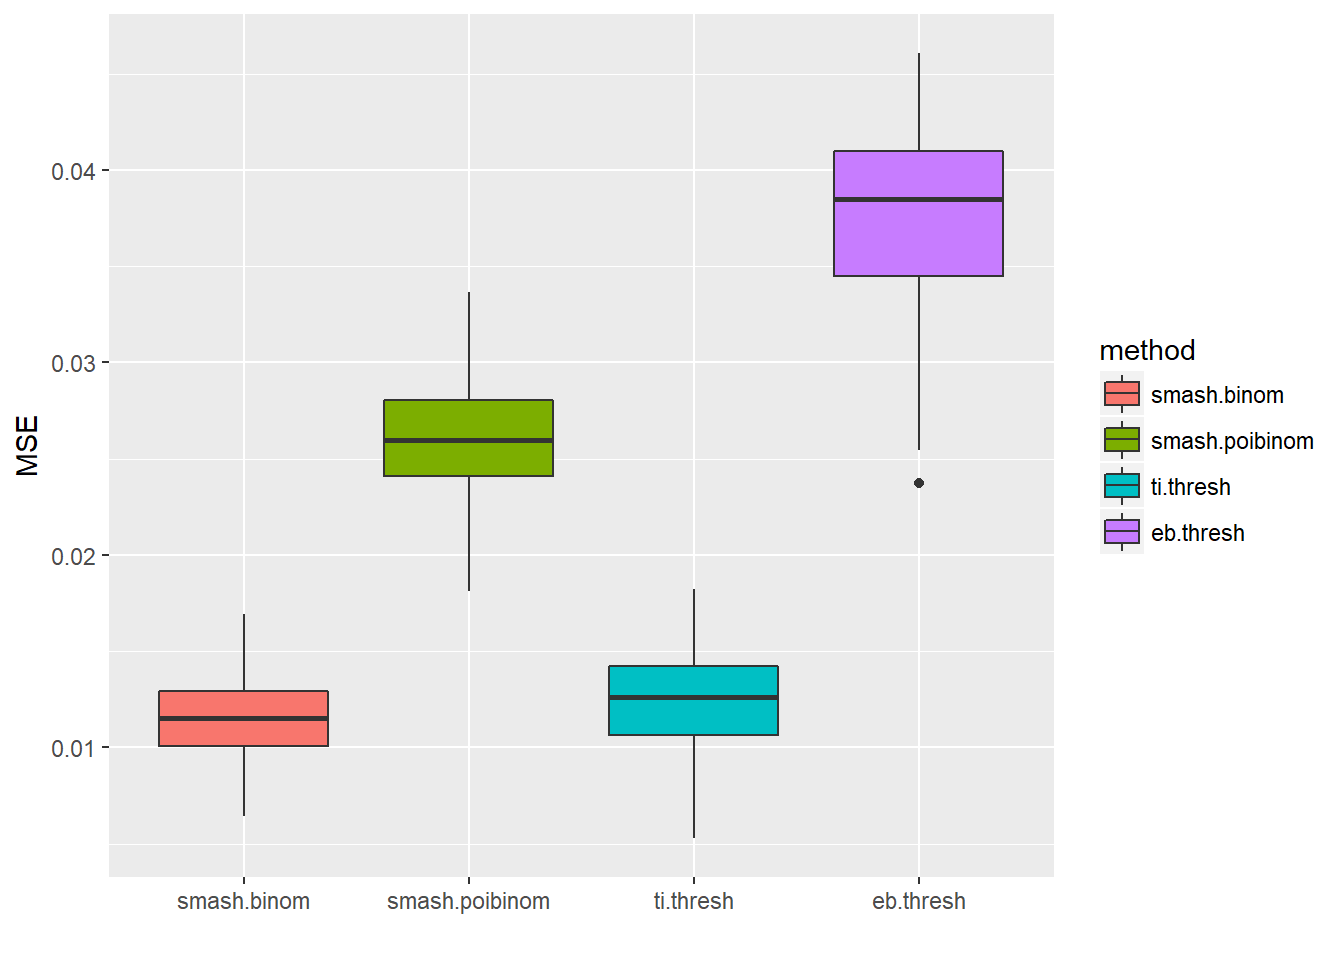 MSE
0.04
0.03
0.02
0.01
smash.binom
smash.poibinom
ti.thresh
eb.thresh
method
smash.binom
smash.poibinom
ti.thresh
eb.thresh